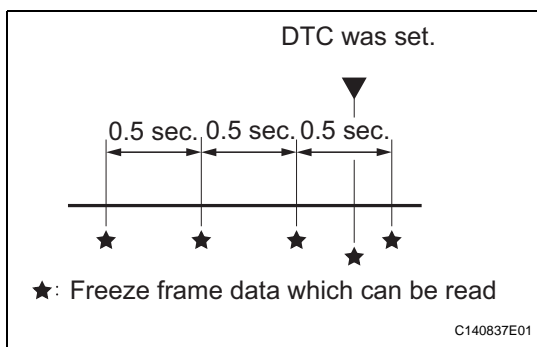 DTC was set.
0.5 sec. 0.5 sec. 0.5 sec.
★: Freeze frame data which can be read
C140837E01